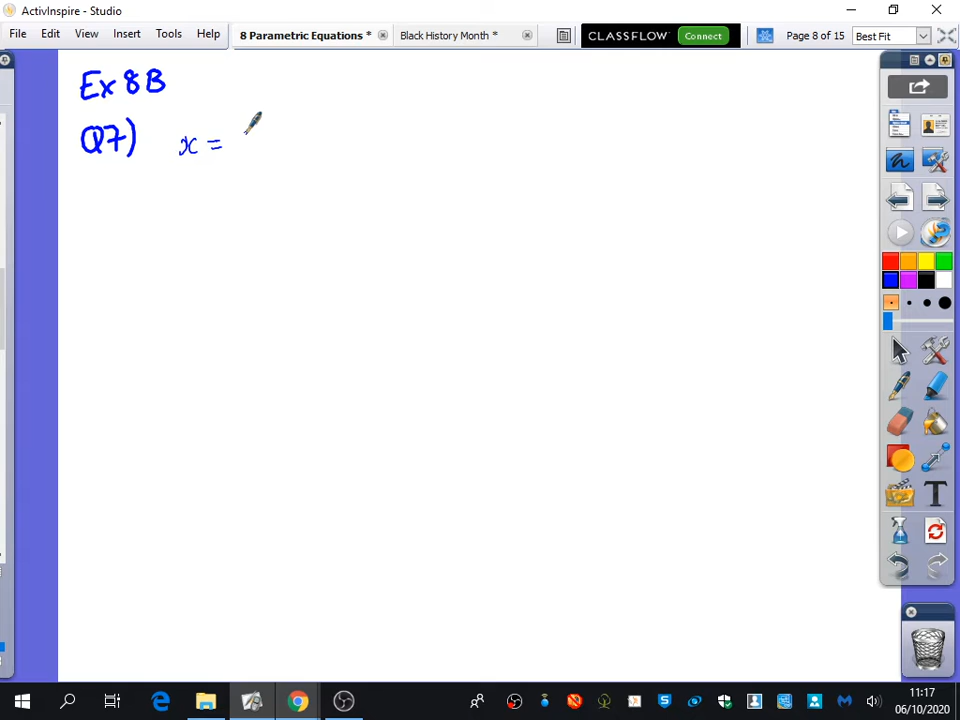 ActivInspire - Studio
File Edit View Insert Tools Help
8 Parametric Equations *
Black History Month *
CLASSFLOW Connect
Page 8 of 15
Best Fit
Ex 8B
Q7) x =
T
11:17
06/10/2020